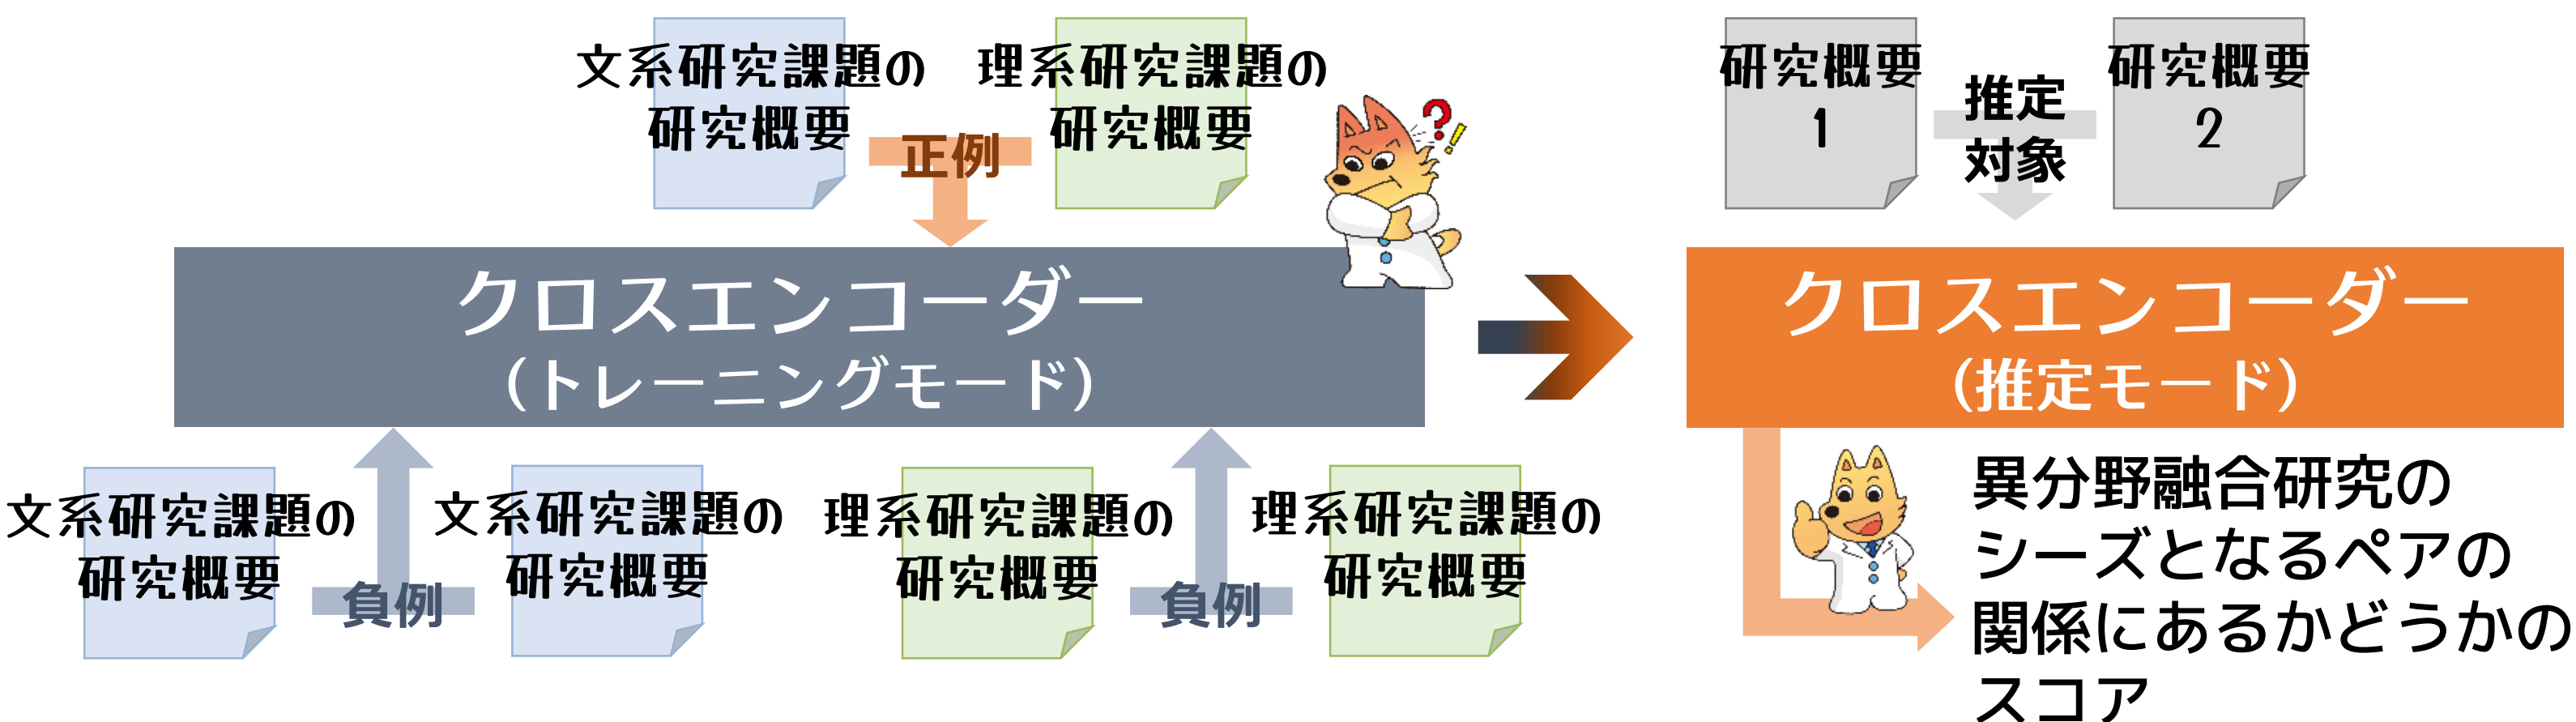 文系研究課題の
研究概要
正例
理系研究課題の
研究概要
?!
クロスエンコーダー
(トレーニングモード)
文系研究課題の
研究概要
負例
文系研究課題の
研究概要
理系研究課題の
研究概要
負例
理系研究課題の
研究概要
研究概要
1
推定
対象
研究概要
2
クロスエンコーダー
(推定モード)
異分野融合研究の
シーズとなるペアの
関係にあるかどうかの
スコア